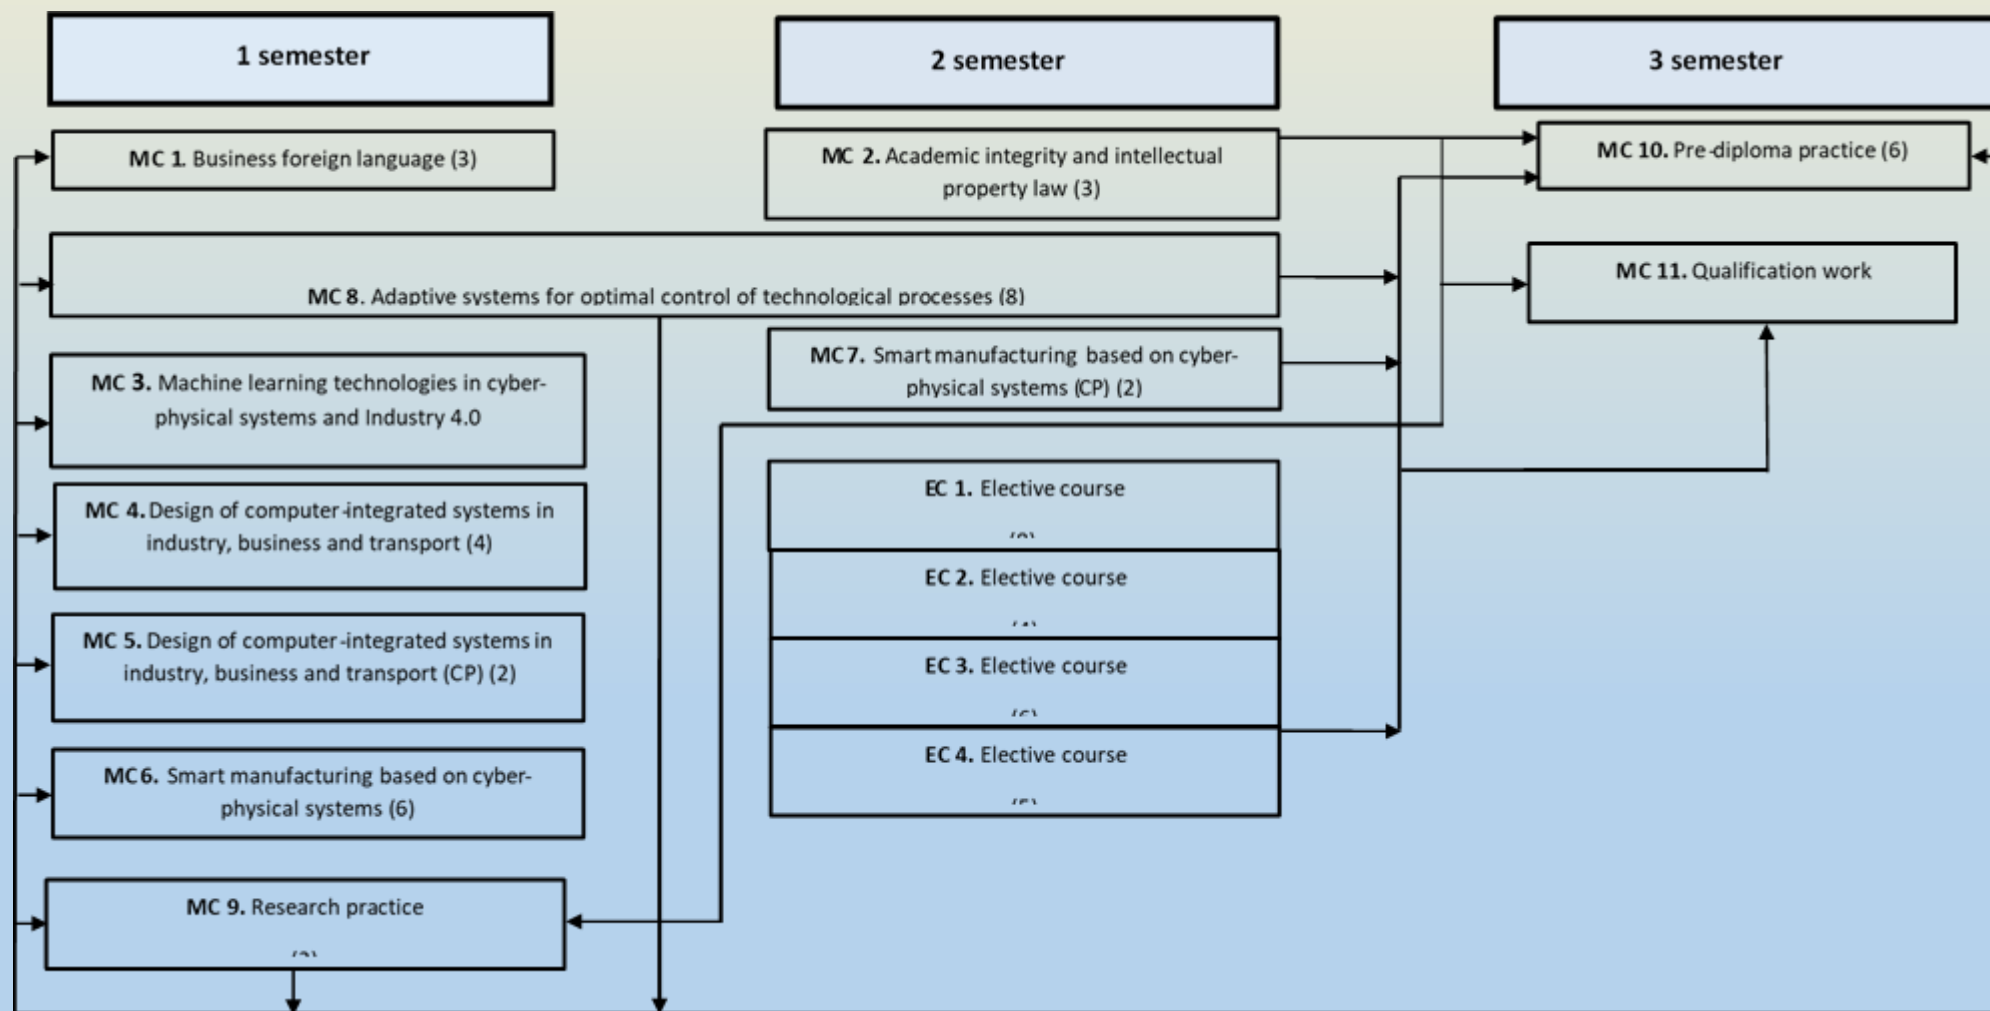 1 semester
2 semester
3 semester
MC 1. Business foreign language (3)
MC 2. Academic integrity and intellectual
property law (3)
MC 10. Pre-diploma practice (6)
MC 8. Adaptive systems for optimal control of technological processes (8)
MC 11. Qualification work
MC 3. Machine learning technologies in cyber-
physical systems and Industry 4.0
MC 7. Smart manufacturing based on cyber-
physical systems (CP) (2)
MC 4. Design of computer-integrated systems in
industry, business and transport (4)
EC 1. Elective course
EC 2. Elective course
MC 5. Design of computer-integrated systems in
industry, business and transport (CP) (2)
EC 3. Elective course
MC 6. Smart manufacturing based on cyber-
physical systems (6)
EC 4. Elective course
MC 9. Research practice